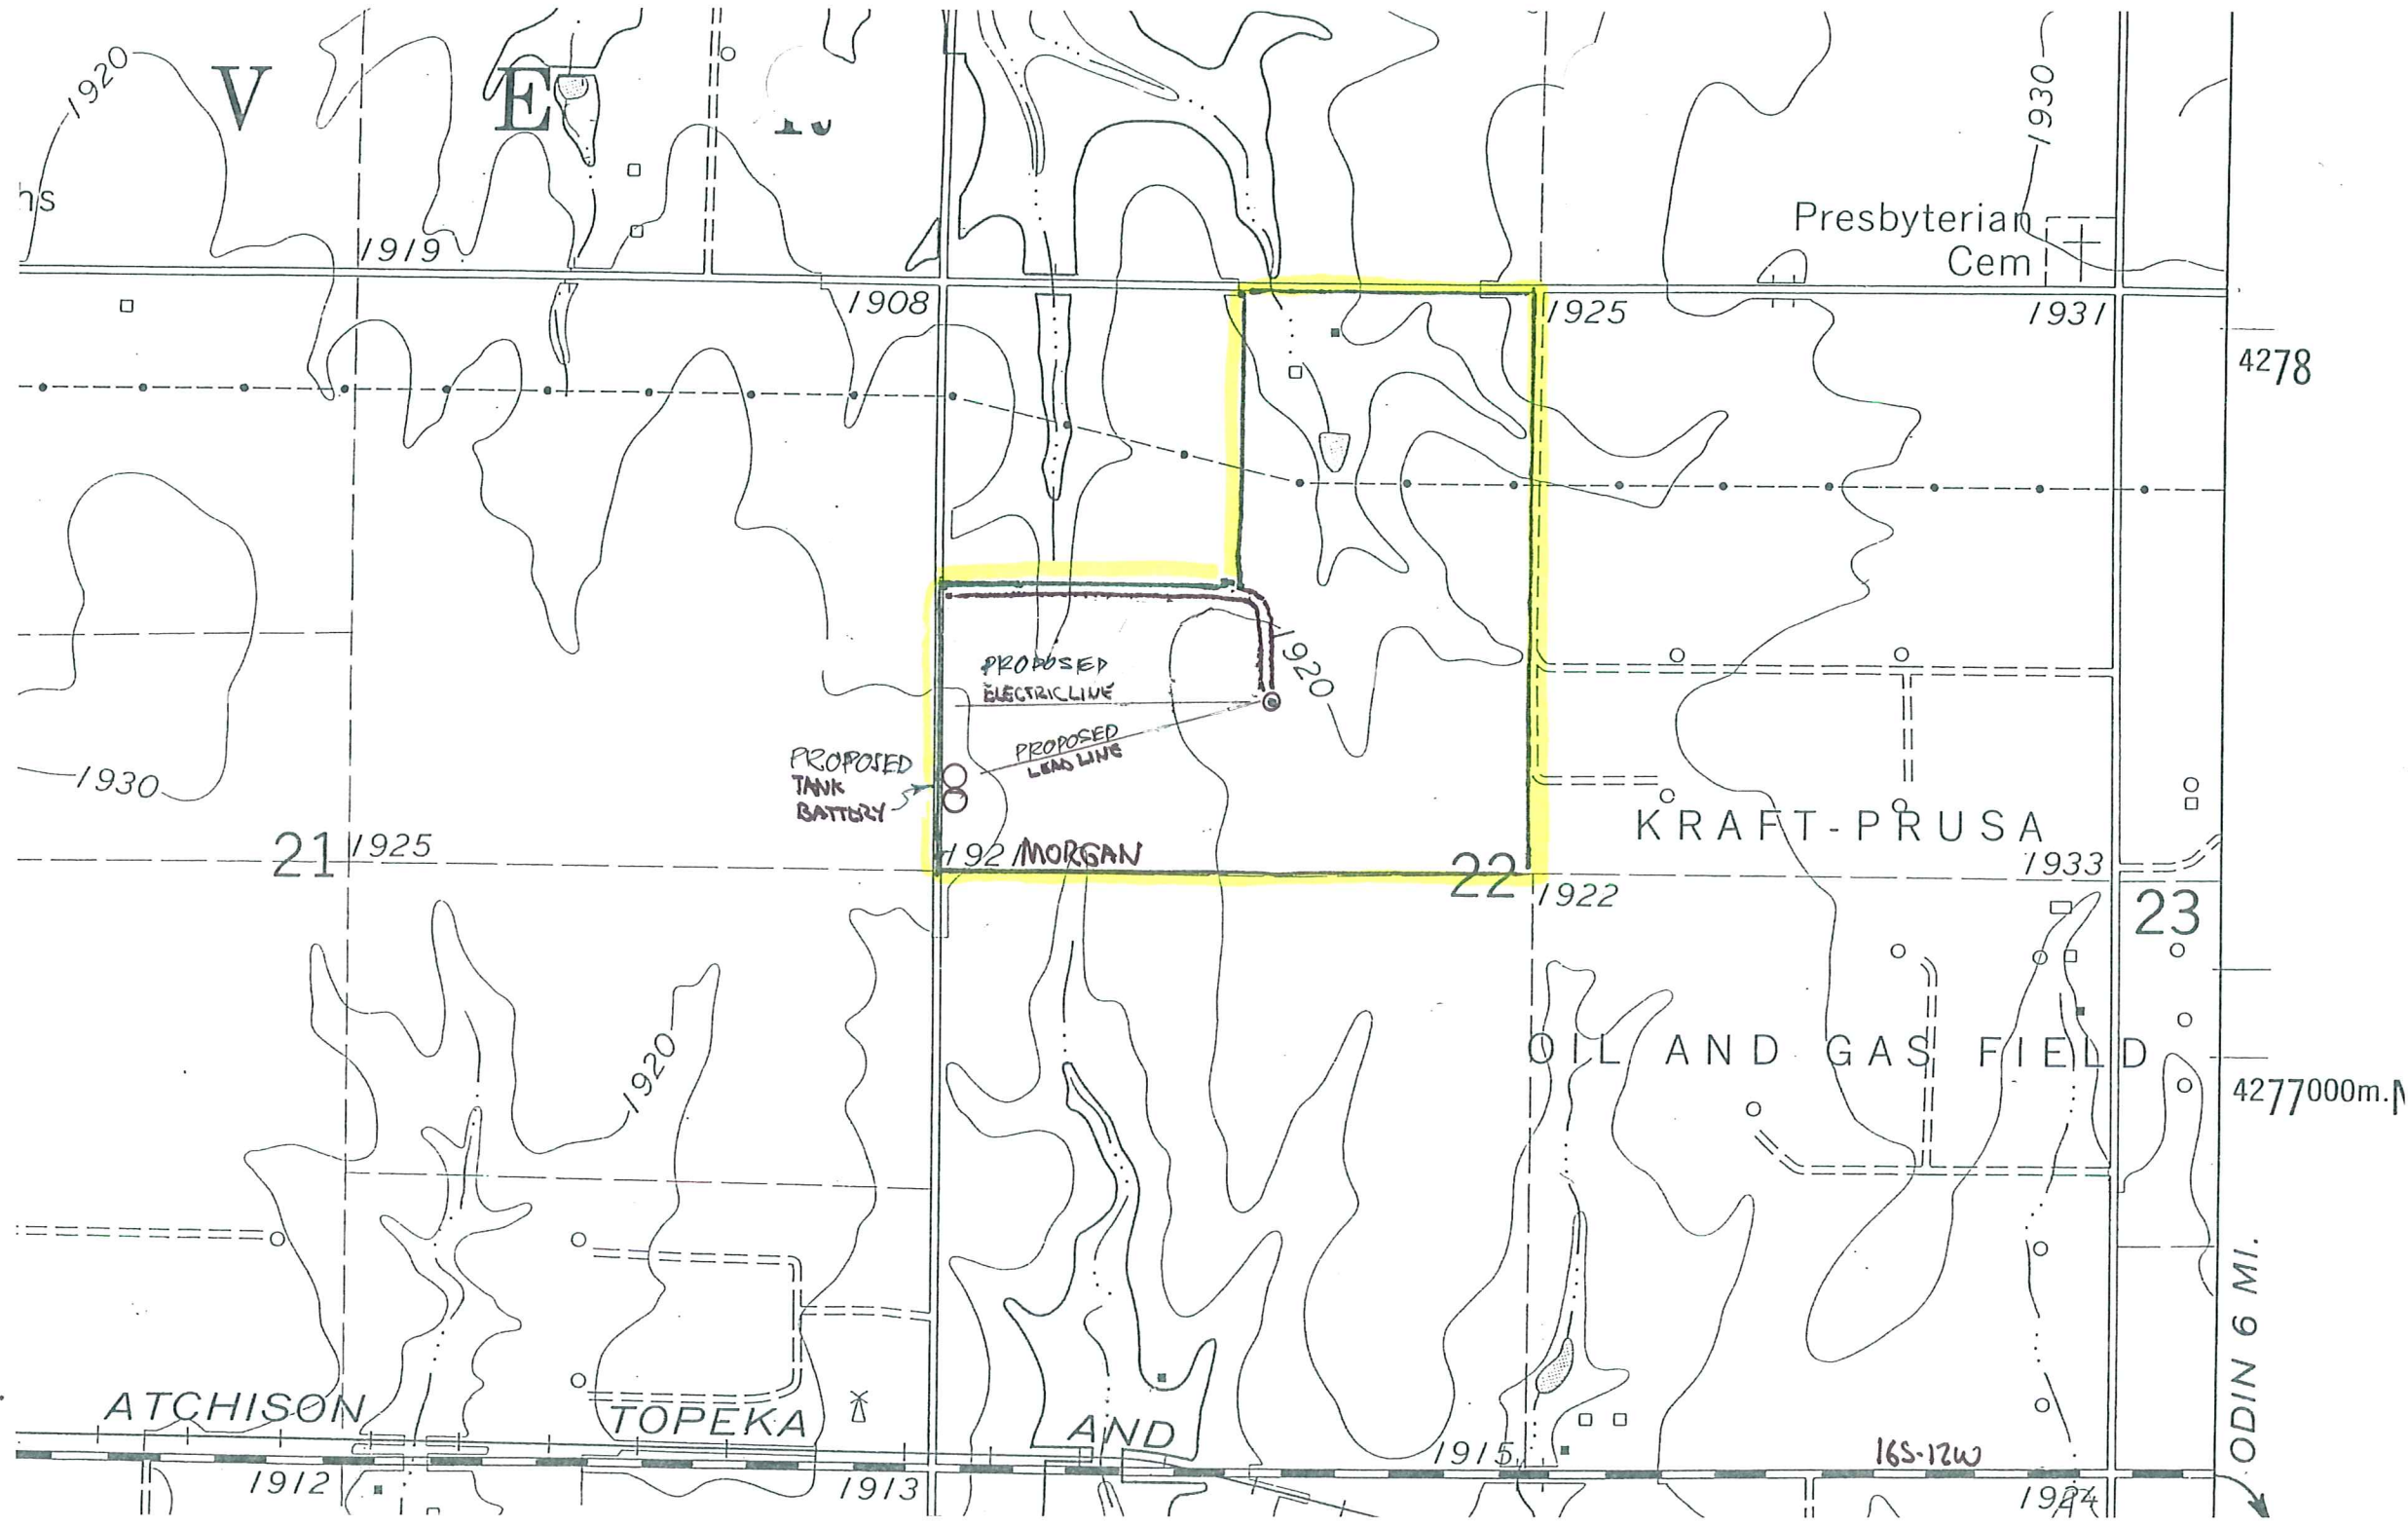 1920
V E
1930
ns
Presbyterian
Cem
1919
1908
1925
1931
4278
1920
PROPOSED
ELECTRIC LINE
PROPOSED
LEAD LINE
PROPOSED
TANK
BATTERY
1930
KRAFT-PRUSA
21
1925
1921
MORGAN
22
1933
1922
23
1920
OIL AND GAS FIELD
4277000m.N
ODIN 6 MI.
ATCHISON
TOPEKA
AND
1915
16S-12W
1912
1913
1924